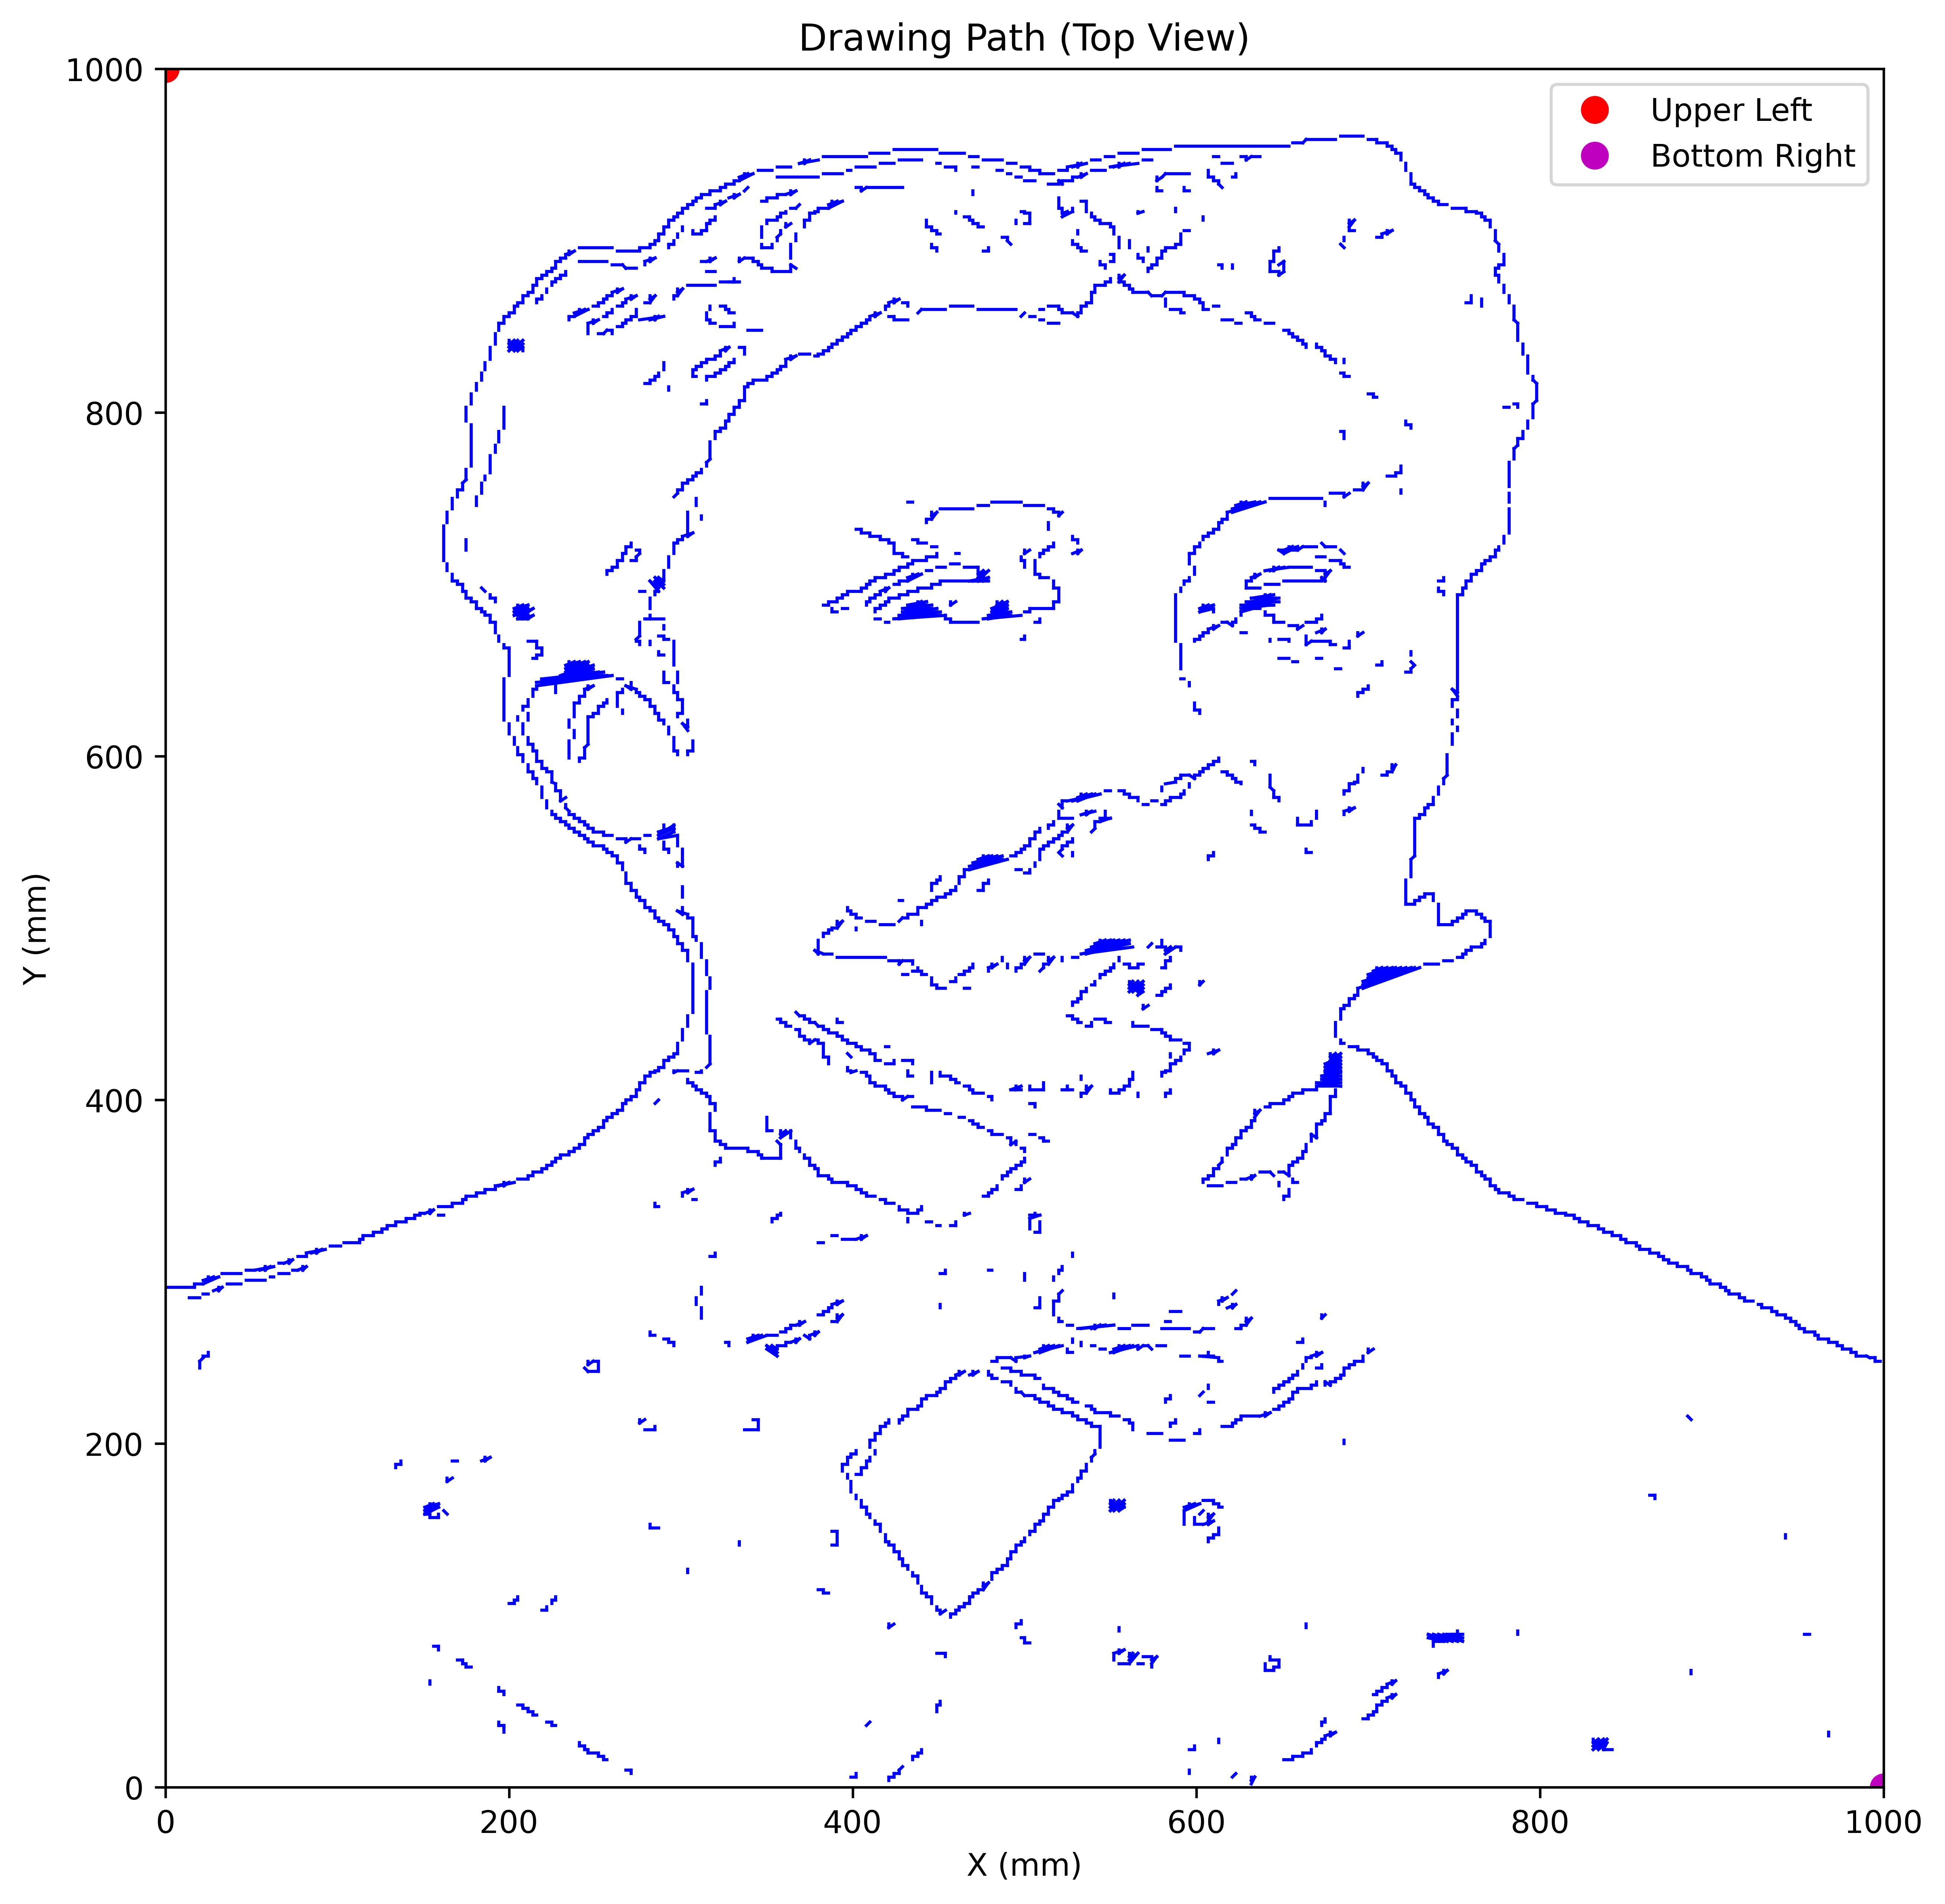 Drawing Path (Top View)
1000
800
600
400
200
0
Y (mm)
0 200 400 600 800 1000
X (mm)
Upper Left
Bottom Right